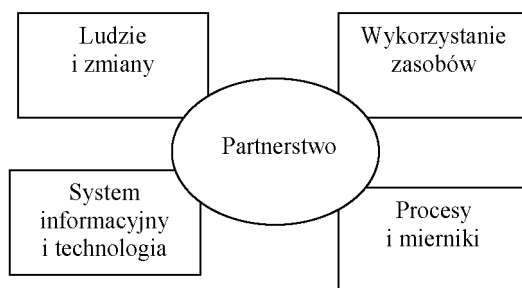 Ludzie
i zmiany
Wykorzystanie
zasobów
Partnerstwo
System
informacyjny
i technologia
Procesy
i mierniki